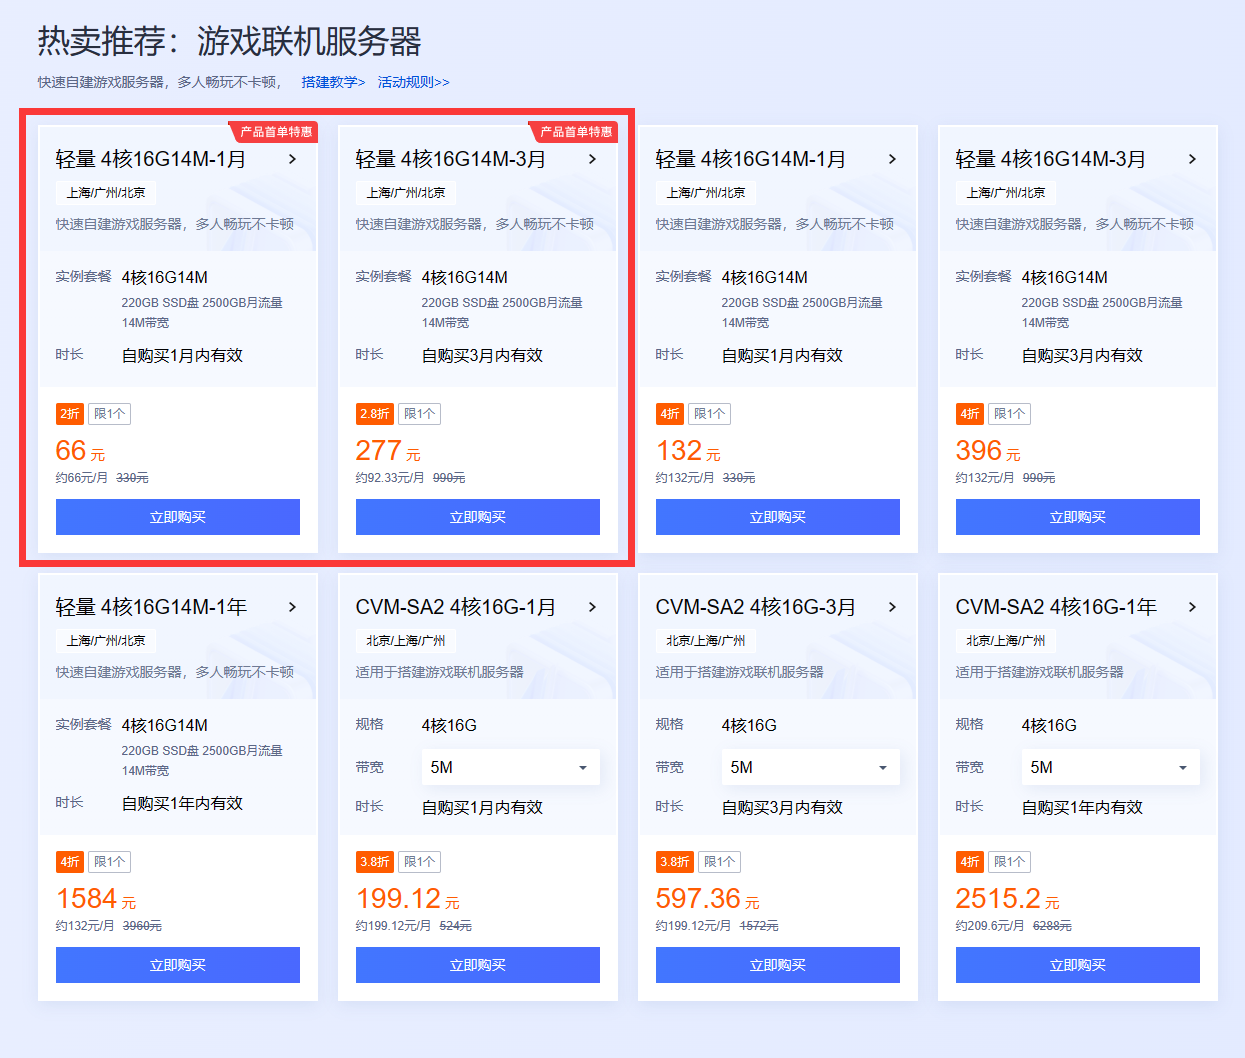 热卖推荐：游戏联机服务器
快速自建游戏服务器，多人畅玩不卡顿， 搭建教学> 活动规则>>
产品首单特惠
轻量 4核16G14M-1月
上海/广州/北京
快速自建游戏服务器，多人畅玩不卡顿
实例套餐 4核16G14M
220GB SSD盘 2500GB月流量
14M带宽
时长 自购买1月内有效
2折 限1个
66 元
约66元/月 330元
立即购买
产品首单特惠
轻量 4核16G14M-3月
上海/广州/北京
快速自建游戏服务器，多人畅玩不卡顿
实例套餐 4核16G14M
220GB SSD盘 2500GB月流量
14M带宽
时长 自购买3月内有效
2.8折 限1个
277 元
约92.33元/月 990元
立即购买
轻量 4核16G14M-1月
上海/广州/北京
快速自建游戏服务器，多人畅玩不卡顿
实例套餐 4核16G14M
220GB SSD盘 2500GB月流量
14M带宽
时长 自购买1月内有效
4折 限1个
132 元
约132元/月 330元
立即购买
轻量 4核16G14M-3月
上海/广州/北京
快速自建游戏服务器，多人畅玩不卡顿
实例套餐 4核16G14M
220GB SSD盘 2500GB月流量
14M带宽
时长 自购买3月内有效
4折 限1个
396 元
约132元/月 990元
立即购买
轻量 4核16G14M-1年
上海/广州/北京
快速自建游戏服务器，多人畅玩不卡顿
实例套餐 4核16G14M
220GB SSD盘 2500GB月流量
14M带宽
时长 自购买1年内有效
4折 限1个
1584 元
约132元/月 3960元
立即购买
CVM-SA2 4核16G-1月
北京/上海/广州
适用于搭建游戏联机服务器
规格 4核16G
带宽 5M
时长 自购买1月内有效
3.8折 限1个
199.12 元
约199.12元/月 524元
立即购买
CVM-SA2 4核16G-3月
北京/上海/广州
适用于搭建游戏联机服务器
规格 4核16G
带宽 5M
时长 自购买3月内有效
3.8折 限1个
597.36 元
约199.12元/月 1572元
立即购买
CVM-SA2 4核16G-1年
北京/上海/广州
适用于搭建游戏联机服务器
规格 4核16G
带宽 5M
时长 自购买1年内有效
4折 限1个
2515.2 元
约209.6元/月 6288元
立即购买